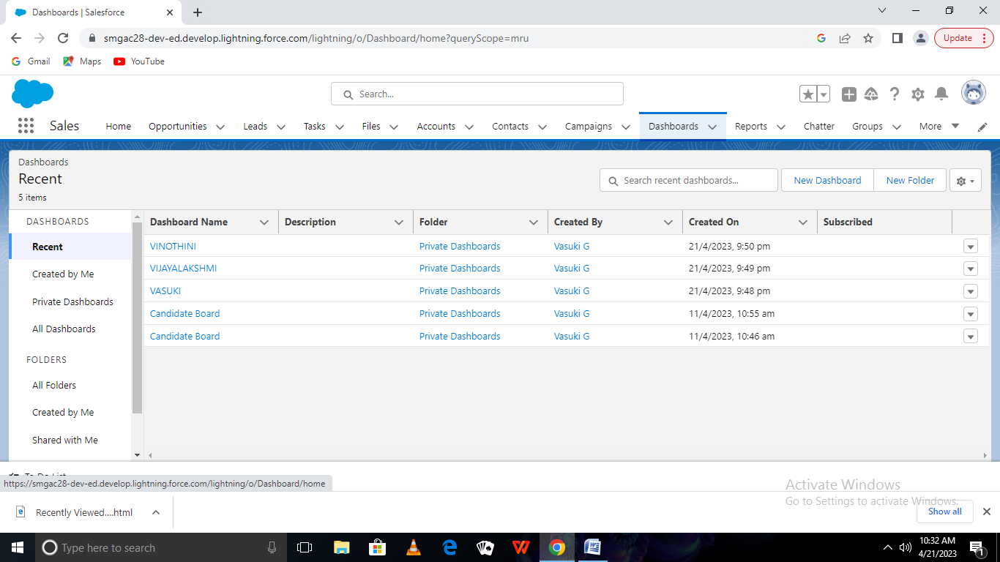 Dashboards | Salesforce
smgac28-dev-ed.develop.lightning.force.com/lightning/o/Dashboard/home?queryScope=mru
Update
Gmail Maps YouTube
Search...
Sales Home Opportunities Leads Tasks Files Accounts Contacts Campaigns Dashboards Reports Chatter Groups More
Dashboards
Recent
5 items
Search recent dashboards...
New Dashboard New Folder
DASHBOARDS
Recent
Created by Me
Private Dashboards
All Dashboards
FOLDERS
All Folders
Created by Me
Shared with Me
Dashboard Name Description Folder Created By Created On Subscribed
VINOTHINI Private Dashboards Vasuki G 21/4/2023, 9:50 pm
VIJAYALAKSHMI Private Dashboards Vasuki G 21/4/2023, 9:49 pm
VASUKI Private Dashboards Vasuki G 21/4/2023, 9:48 pm
Candidate Board Private Dashboards Vasuki G 11/4/2023, 10:55 am
Candidate Board Private Dashboards Vasuki G 11/4/2023, 10:46 am
To Do List
https://smgac28-dev-ed.develop.lightning.force.com/lightning/o/Dashboard/home
Activate Windows
Go to Settings to activate Windows.
Recently Viewed....html
Show all
Type here to search
10:32 AM
4/21/2023
1